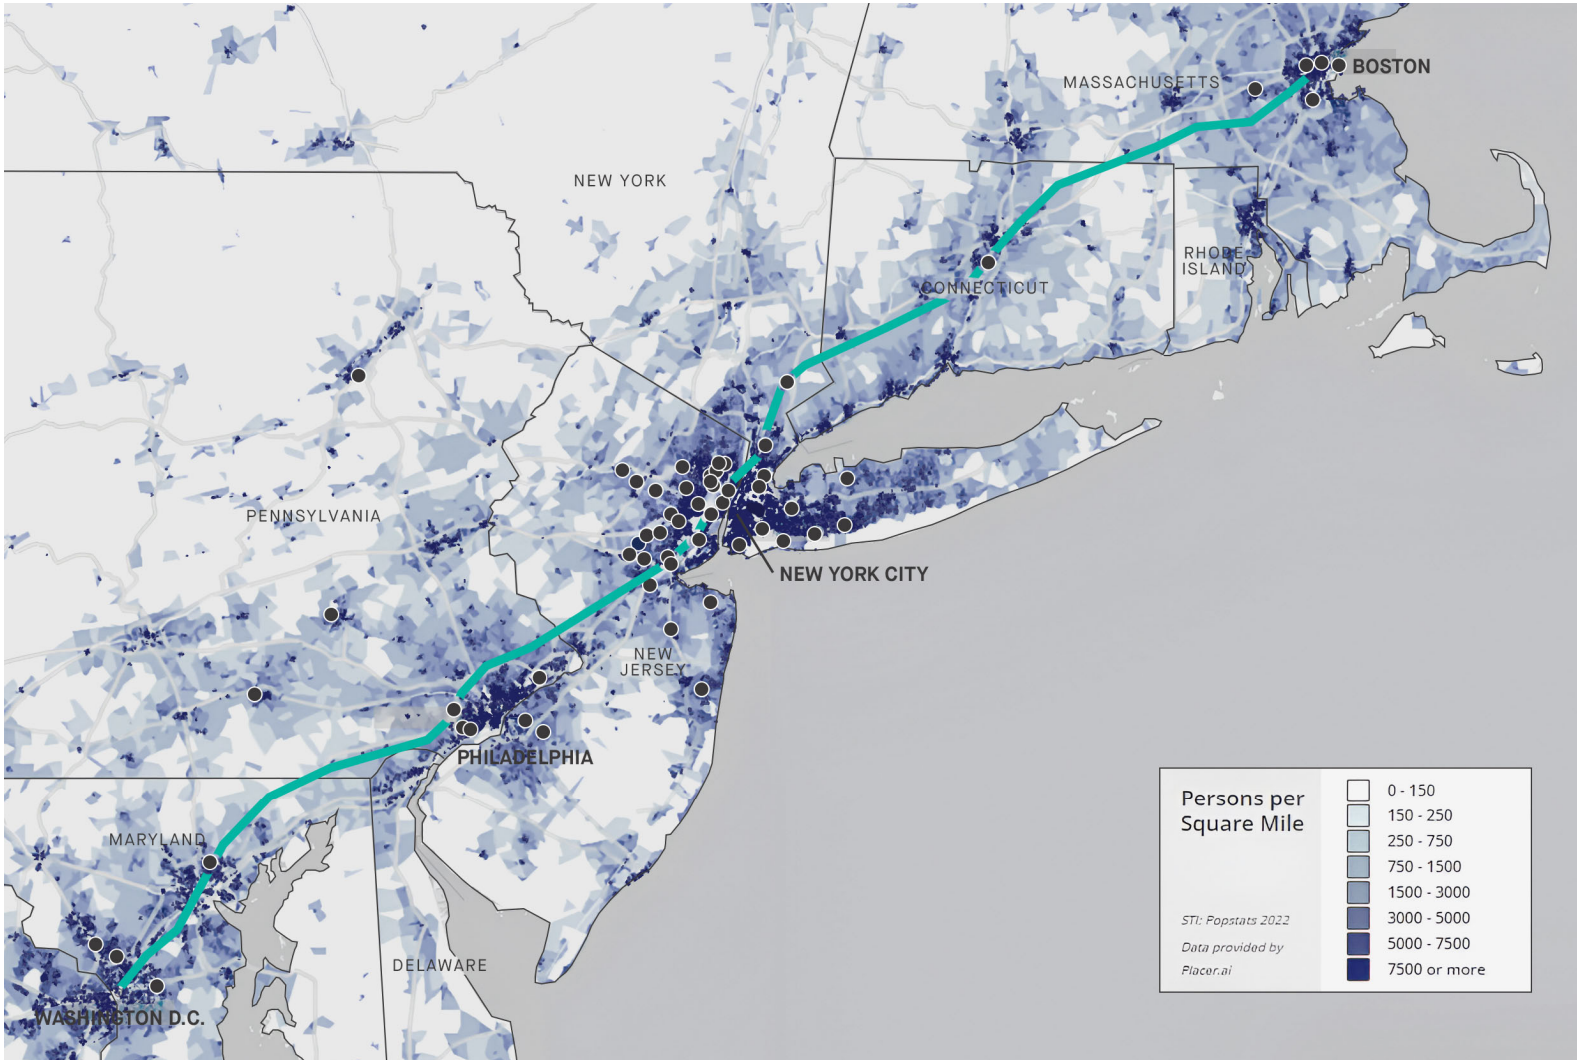 BOSTON
MASSACHUSETTS
NEW YORK
RHODE
ISLAND
CONNECTICUT
PENNSYLVANIA
NEW YORK CITY
NEW
JERSEY
PHILADELPHIA
MARYLAND
DELAWARE
WASHINGTON D.C.
Persons per
Square Mile
STI: Popstats 2022
Data provided by
Placer.ai
0 - 150
150 - 250
250 - 750
750 - 1500
1500 - 3000
3000 - 5000
5000 - 7500
7500 or more